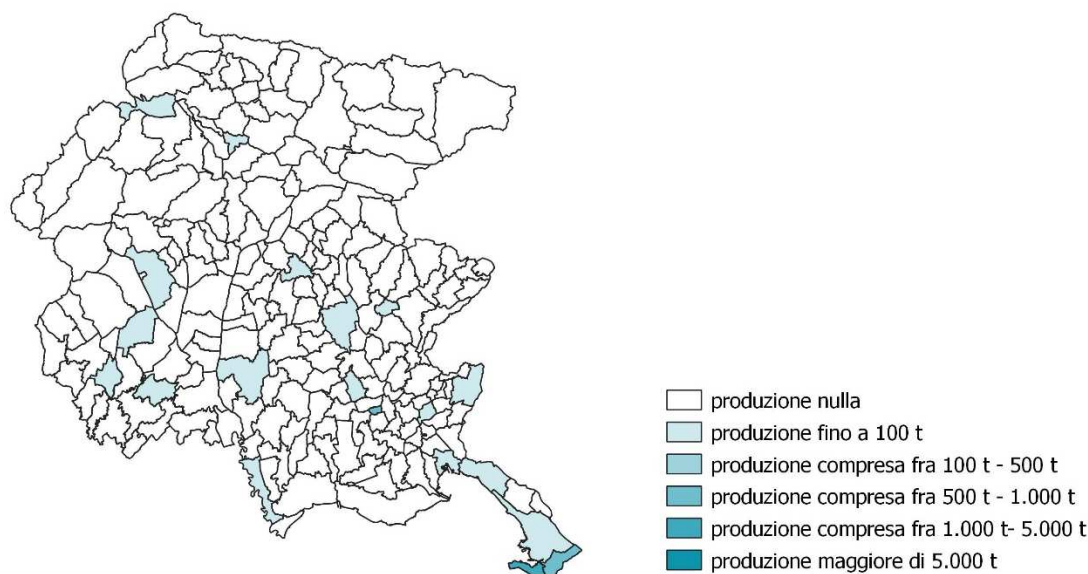 produzione nulla
produzione fino a 100 t
produzione compresa fra 100 t - 500 t
produzione compresa fra 500 t - 1.000 t
produzione compresa fra 1.000 t- 5.000 t
produzione maggiore di 5.000 t